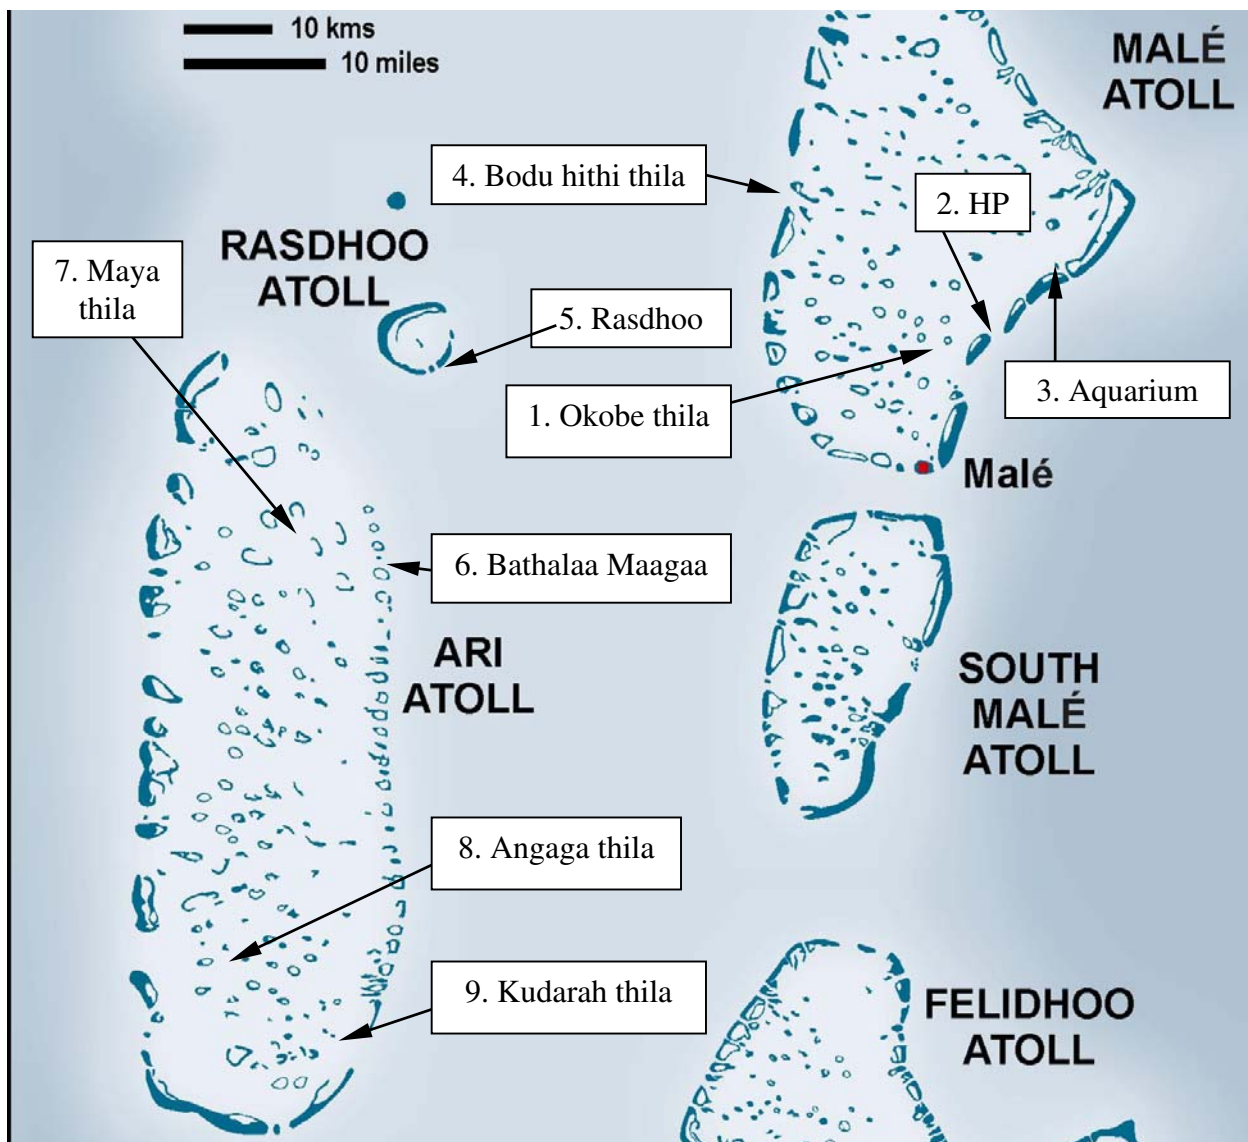 10 kms
10 miles
MALÉ
ATOLL
4. Bodu hithi thila
2. HP
RASDHOO
ATOLL
7. Maya
thila
5. Rasdhoo
1. Okobe thila
3. Aquarium
Malé
6. Bathalaa Maagaa
ARI
ATOLL
SOUTH
MALÉ
ATOLL
8. Angaga thila
9. Kudarah thila
FELIDHOO
ATOLL